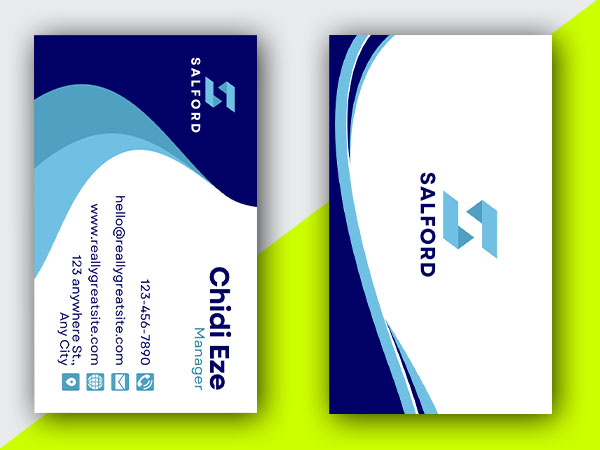 SALFORD
Chidi Eze
Manager
123-456-7890
hello@reallygreatsite.com
www.reallygreatsite.com
123 anywhere St.,
Any City
SALFORD